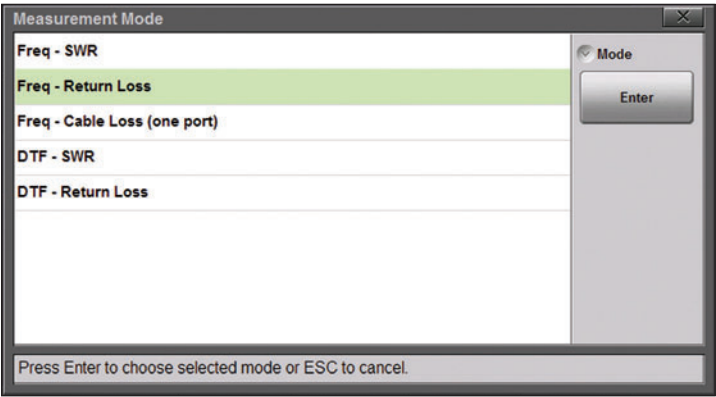 Measurement Mode
Freq - SWR
Mode
Freq - Return Loss
Enter
Freq - Cable Loss (one port)
DTF - SWR
DTF - Return Loss
Press Enter to choose selected mode or ESC to cancel.